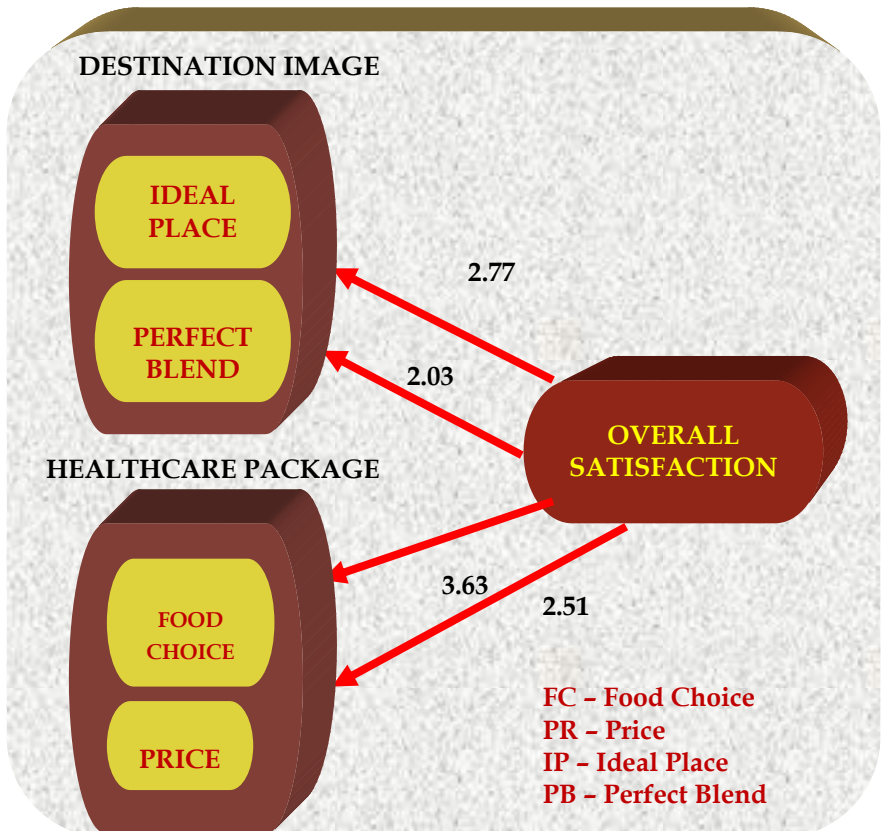 DESTINATION IMAGE
IDEAL
PLACE
2.77
PERFECT
BLEND
2.03
OVERALL
SATISFACTION
HEALTHCARE PACKAGE
3.63
2.51
FOOD
CHOICE
PRICE
FC – Food Choice
PR – Price
IP – Ideal Place
PB – Perfect Blend